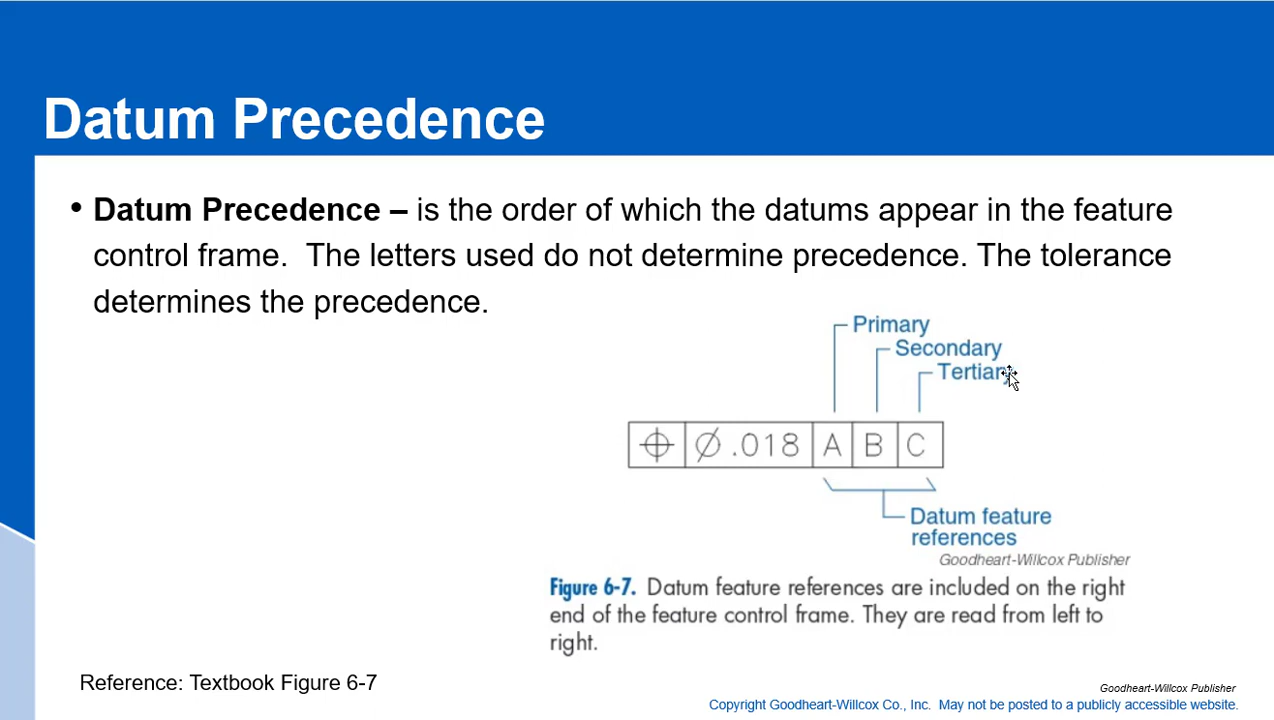 Datum Precedence
• Datum Precedence – is the order of which the datums appear in the feature
control frame.  The letters used do not determine precedence. The tolerance
determines the precedence.
Primary
Secondary
Tertiary
⌖ ⌀ .018 A B C
Datum feature
references
Goodheart-Willcox Publisher
Figure 6-7. Datum feature references are included on the right
end of the feature control frame. They are read from left to
right.
Reference: Textbook Figure 6-7
Goodheart-Willcox Publisher
Copyright Goodheart-Willcox Co., Inc.  May not be posted to a publicly accessible website.